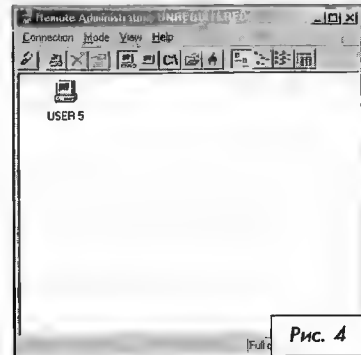 Remote Administrator UNREGISTERED
Connection Mode View Help
USER 5
Full c
Рис. 4